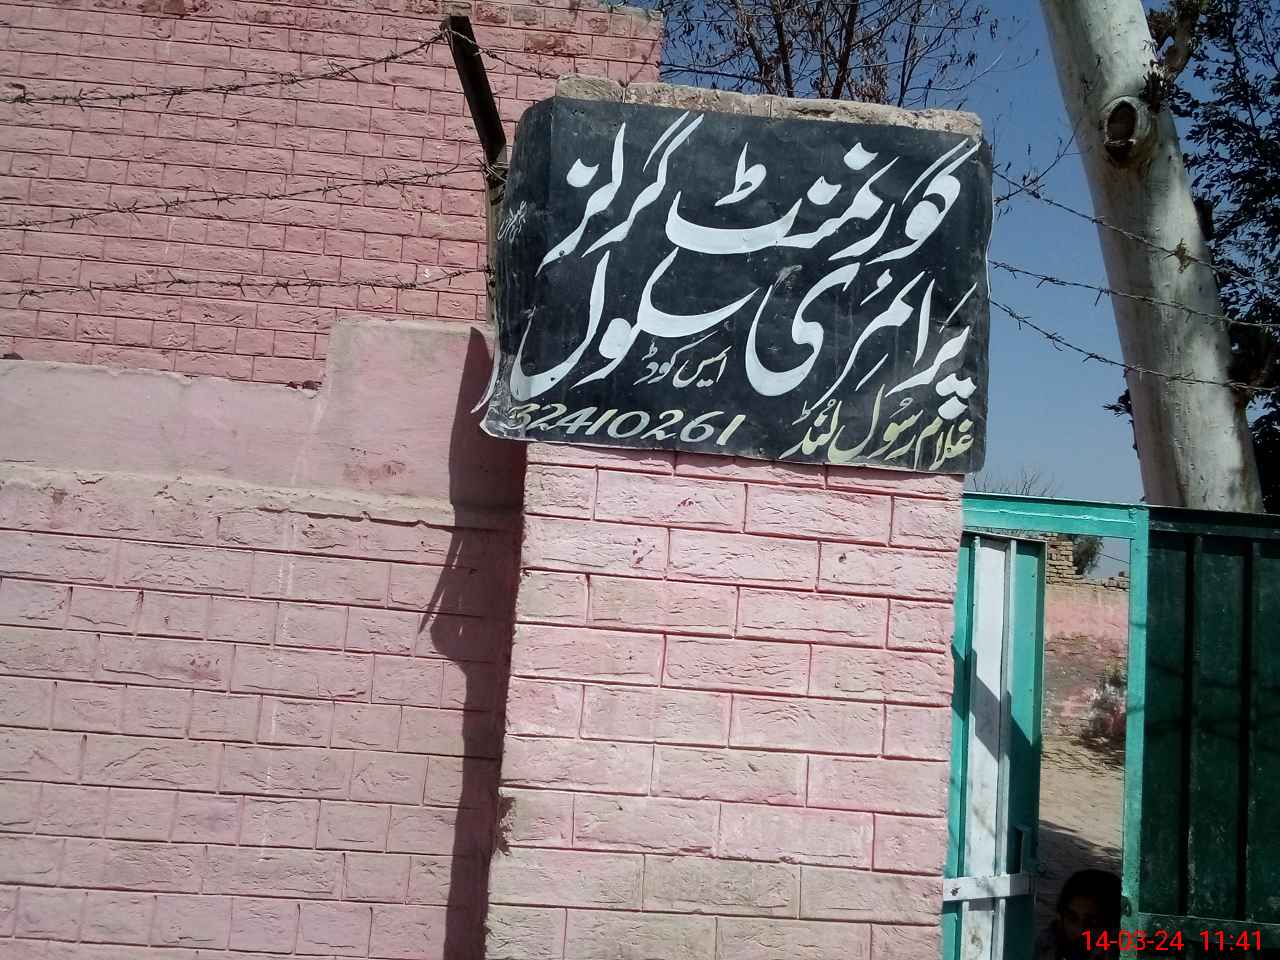 گورنمنٹ گرلز
پرائمری سکول
ایس کوڈ
غلام رسول لنڈ 32410261
14-03-24 11:41